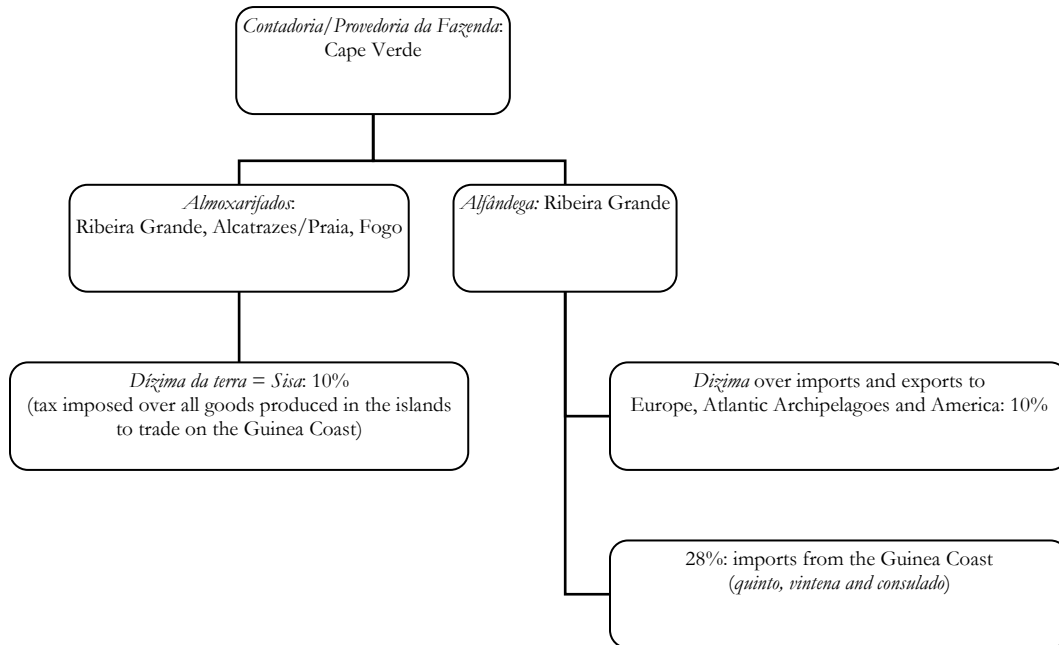 Contadoria/Provedoria da Fazenda:
Cape Verde
Almoxarifados:
Ribeira Grande, Alcatrazes/Praia, Fogo
Alfândega: Ribeira Grande
Dízima da terra = Sisa: 10%
(tax imposed over all goods produced in the islands
to trade on the Guinea Coast)
Dizima over imports and exports to
Europe, Atlantic Archipelagoes and America: 10%
28%: imports from the Guinea Coast
(quinto, vintena and consulado)